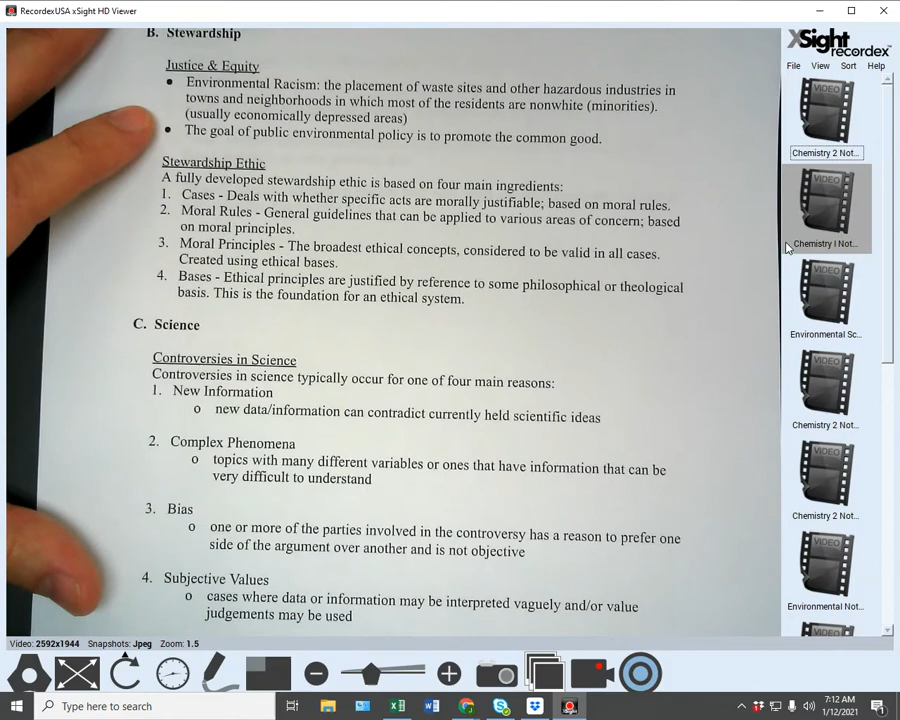 RecordexUSA xSight HD Viewer
B. Stewardship
Justice & Equity
• Environmental Racism: the placement of waste sites and other hazardous industries in
towns and neighborhoods in which most of the residents are nonwhite (minorities).
(usually economically depressed areas)
• The goal of public environmental policy is to promote the common good.
Stewardship Ethic
A fully developed stewardship ethic is based on four main ingredients:
1. Cases - Deals with whether specific acts are morally justifiable; based on moral rules.
2. Moral Rules - General guidelines that can be applied to various areas of concern; based
on moral principles.
3. Moral Principles - The broadest ethical concepts, considered to be valid in all cases.
Created using ethical bases.
4. Bases - Ethical principles are justified by reference to some philosophical or theological
basis. This is the foundation for an ethical system.
C. Science
Controversies in Science
Controversies in science typically occur for one of four main reasons:
1. New Information
o new data/information can contradict currently held scientific ideas
2. Complex Phenomena
o topics with many different variables or ones that have information that can be
very difficult to understand
3. Bias
o one or more of the parties involved in the controversy has a reason to prefer one
side of the argument over another and is not objective
4. Subjective Values
o cases where data or information may be interpreted vaguely and/or value
judgements may be used
XSight
recordex
File View Sort Help
VIDEO
Chemistry 2 Not...
VIDEO
Chemistry I Not...
VIDEO
Environmental Sc...
VIDEO
Chemistry 2 Not...
VIDEO
Chemistry 2 Not...
VIDEO
Environmental Not...
VIDEO
Video: 2592x1944 Snapshots: Jpeg Zoom: 1.5
Type here to search
7:12 AM
1/12/2021
1